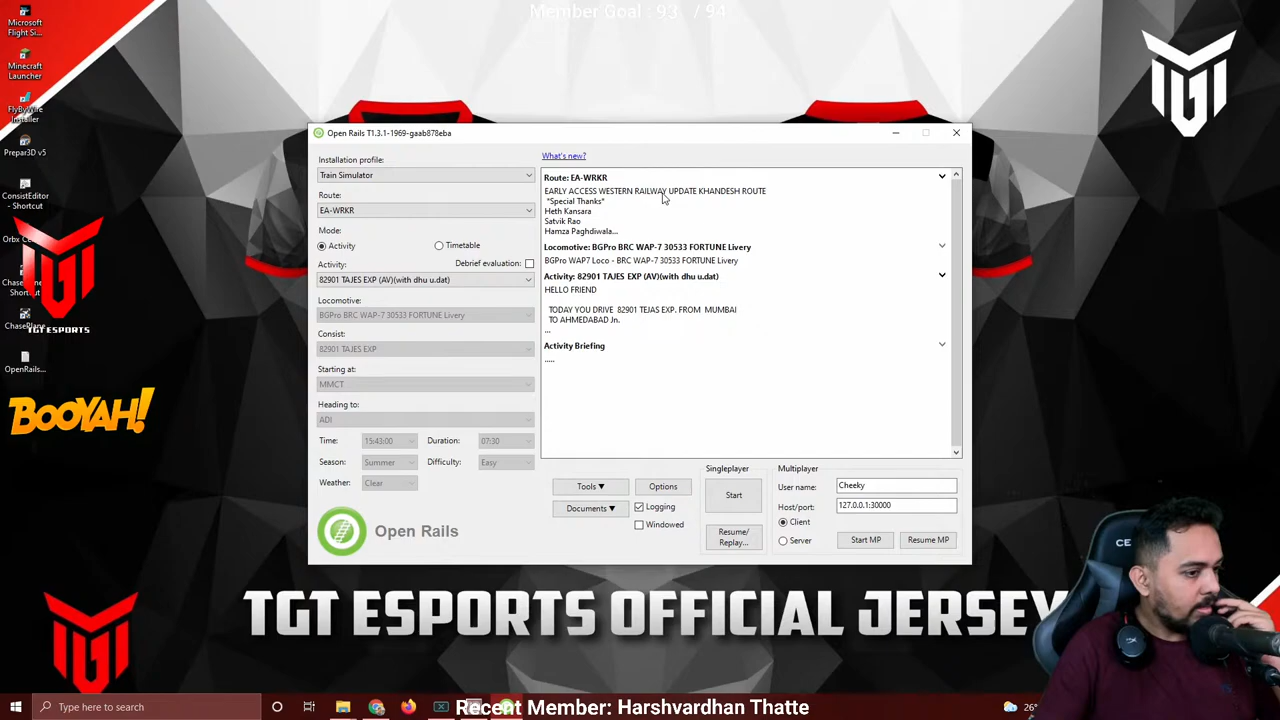 Member Goal : 93 / 94
Microsoft
Flight Si...
Minecraft
Launcher
FlyByWire
Installer
Prepar3D v5
ConsistEditor
- Shortcut
TGT ESPORTS
ChasePlane
OpenRails...
BOOYAH!
TGT
Open Rails T1.3.1-1969-gaab878eba
Installation profile:
Train Simulator
Route:
EA-WRKR
Mode:
Activity
Timetable
Debrief evaluation:
Activity:
82901 TAJES EXP (AV)(with dhu u.dat)
Locomotive:
BGPro BRC WAP-7 30533 FORTUNE Livery
Consist:
82901 TAJES EXP
Starting at:
MMCT
Heading to:
ADI
Time:
15:43:00
Duration:
07:30
Season:
Summer
Difficulty:
Easy
Weather:
Clear
Open Rails
What's new?
Route: EA-WRKR
EARLY ACCESS WESTERN RAILWAY UPDATE KHANDESH ROUTE
"Special Thanks"
Heth Kansara
Satvik Rao
Hamza Paghdiwala...
Locomotive: BGPro BRC WAP-7 30533 FORTUNE Livery
BGPro WAP7 Loco - BRC WAP-7 30533 FORTUNE Livery
Activity: 82901 TAJES EXP (AV)(with dhu u.dat)
HELLO FRIEND
TODAY YOU DRIVE 82901 TEJAS EXP. FROM MUMBAI
TO AHMEDABAD Jn.
...
Activity Briefing
.....
Tools ▼
Options
Documents ▼
Logging
Windowed
Singleplayer
Start
Resume/
Replay...
Multiplayer
User name:
Cheeky
Host/port:
127.0.0.1:30000
Client
Server
Start MP
Resume MP
TGT ESPORTS OFFICIAL JERSEY
Type here to search
Recent Member: Harshvardhan Thatte
26°